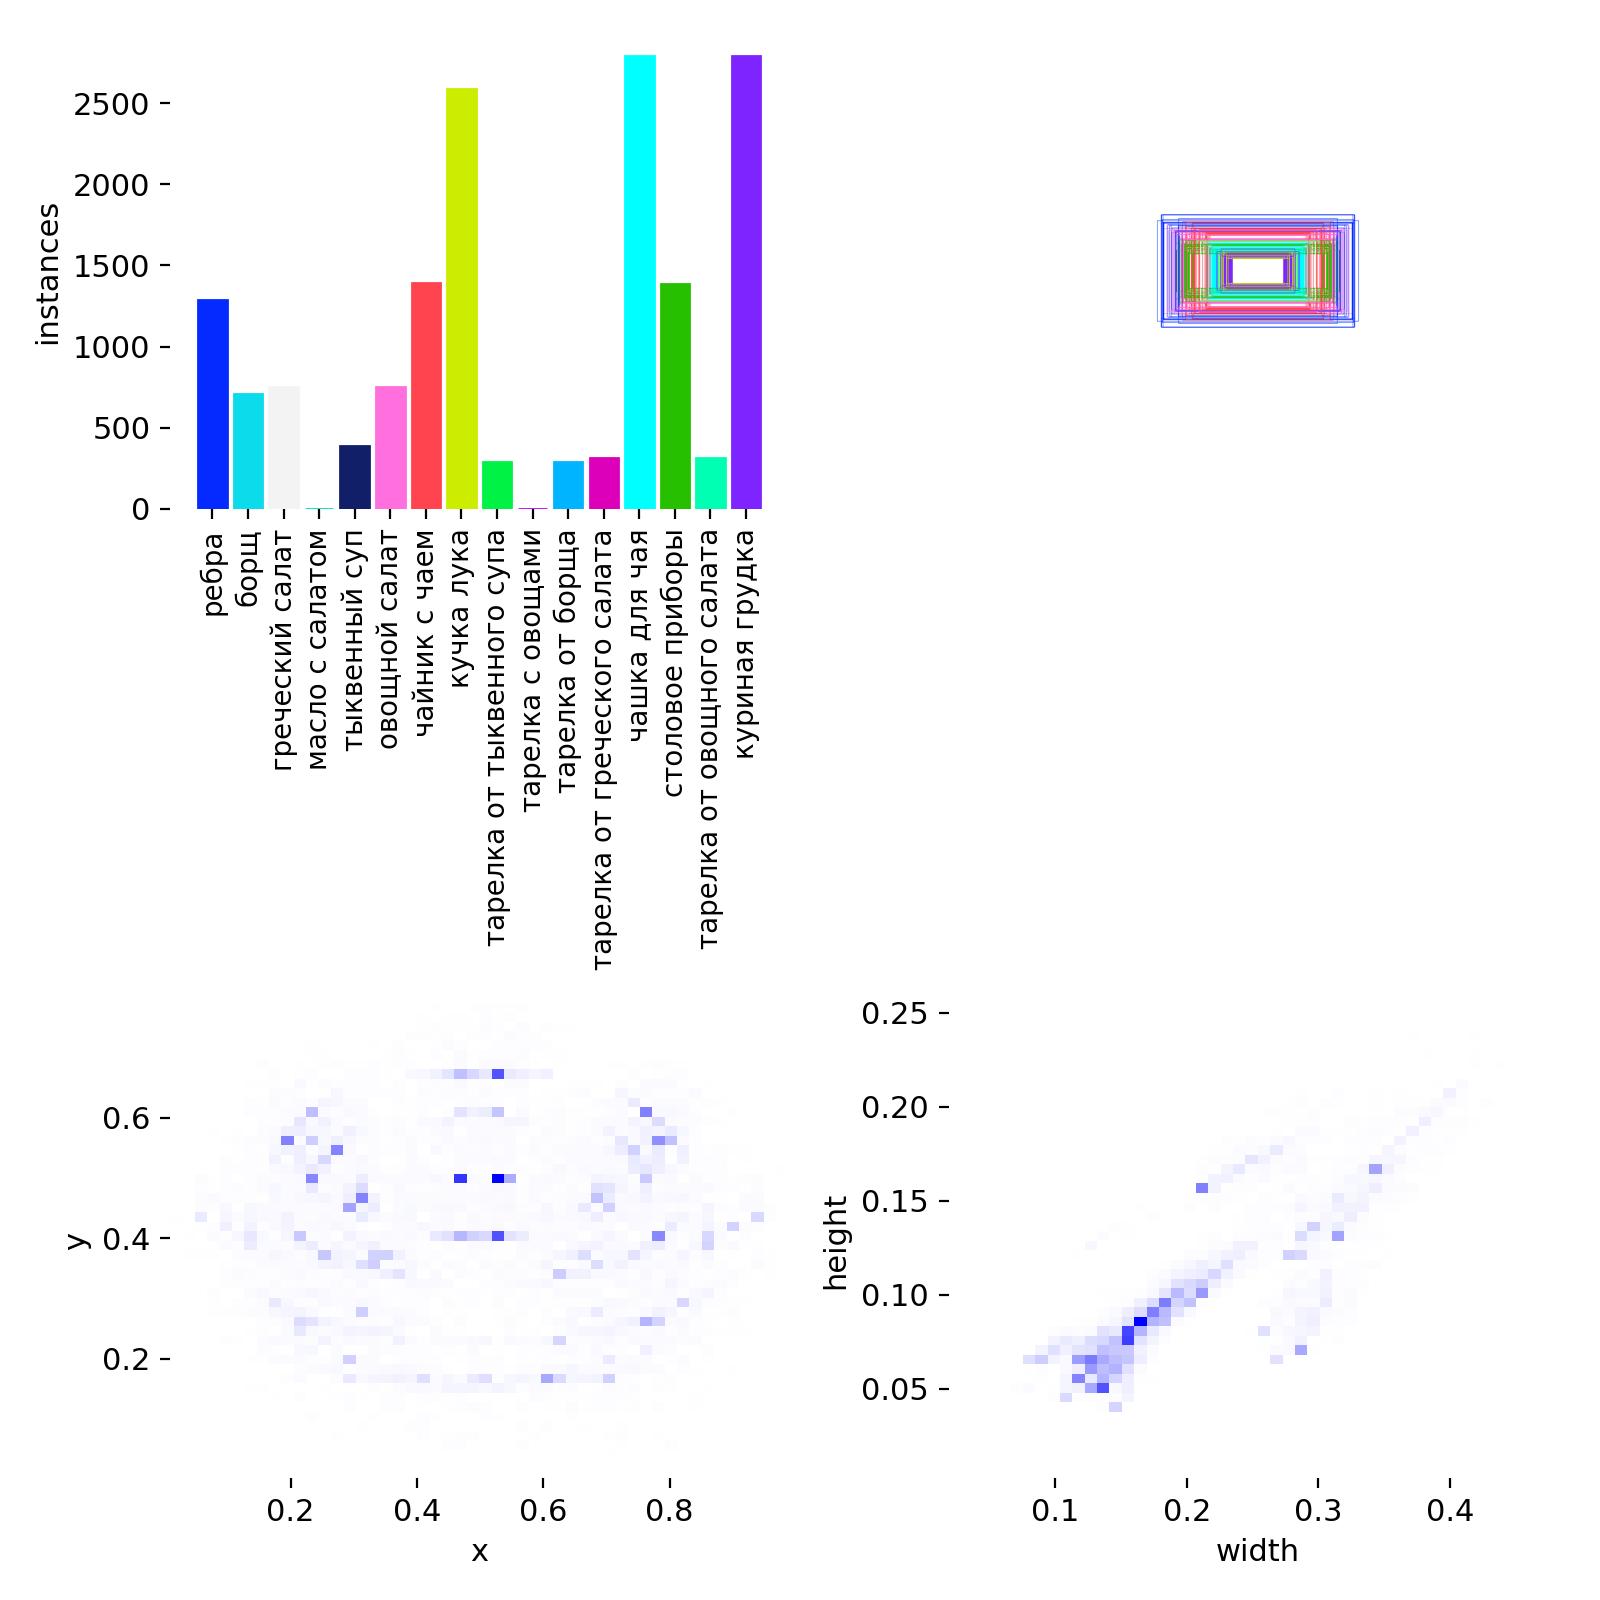 2500
2000
1500
1000
500
0
instances
ребра
борщ
греческий салат
масло с салатом
тыквенный суп
овощной салат
чайник с чаем
кучка лука
тарелка от тыквенного супа
тарелка с овощами
тарелка от борща
тарелка от греческого салата
чашка для чая
столовое приборы
тарелка от овощного салата
куриная грудка
0.6
0.4
0.2
y
0.2 0.4 0.6 0.8
x
0.25
0.20
0.15
0.10
0.05
height
0.1 0.2 0.3 0.4
width